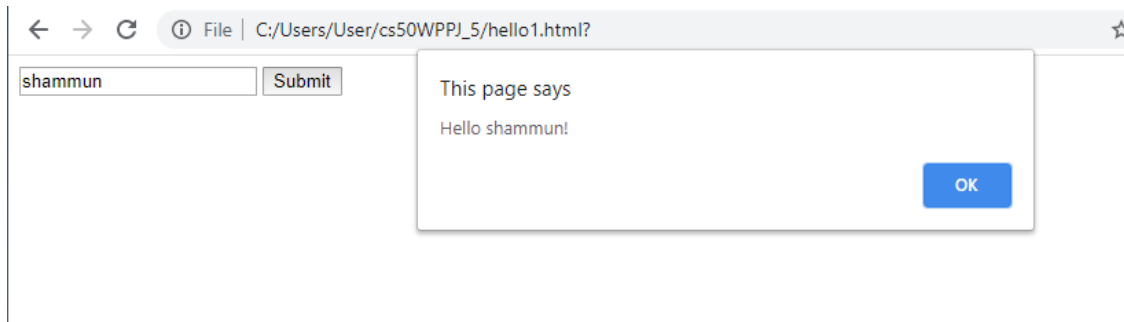 File | C:/Users/User/cs50WPPJ_5/hello1.html?
shammun Submit
This page says
Hello shammun!
OK